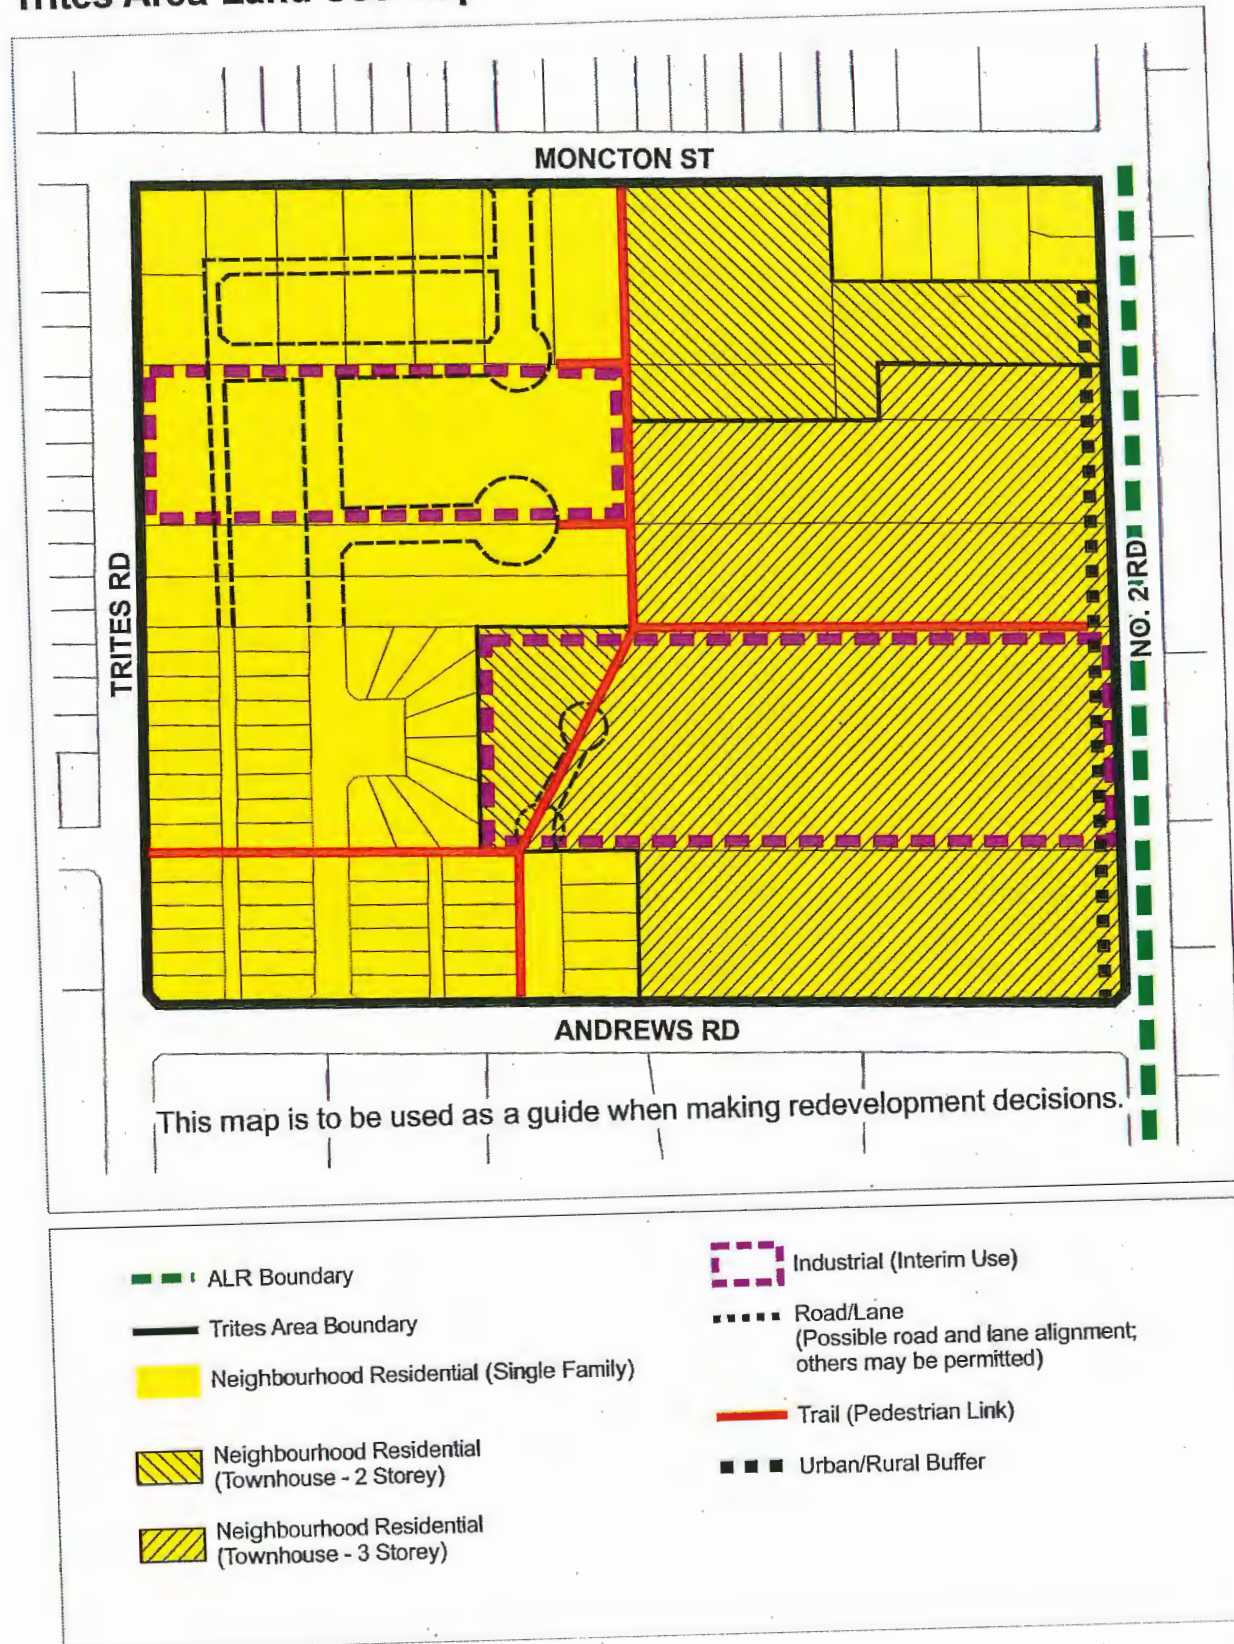 MONCTON ST
TRITES RD
NO. 2 RD
ANDREWS RD
This map is to be used as a guide when making redevelopment decisions.
ALR Boundary
Trites Area Boundary
Neighbourhood Residential (Single Family)
Neighbourhood Residential
(Townhouse - 2 Storey)
Neighbourhood Residential
(Townhouse - 3 Storey)
Industrial (Interim Use)
Road/Lane
(Possible road and lane alignment;
others may be permitted)
Trail (Pedestrian Link)
Urban/Rural Buffer